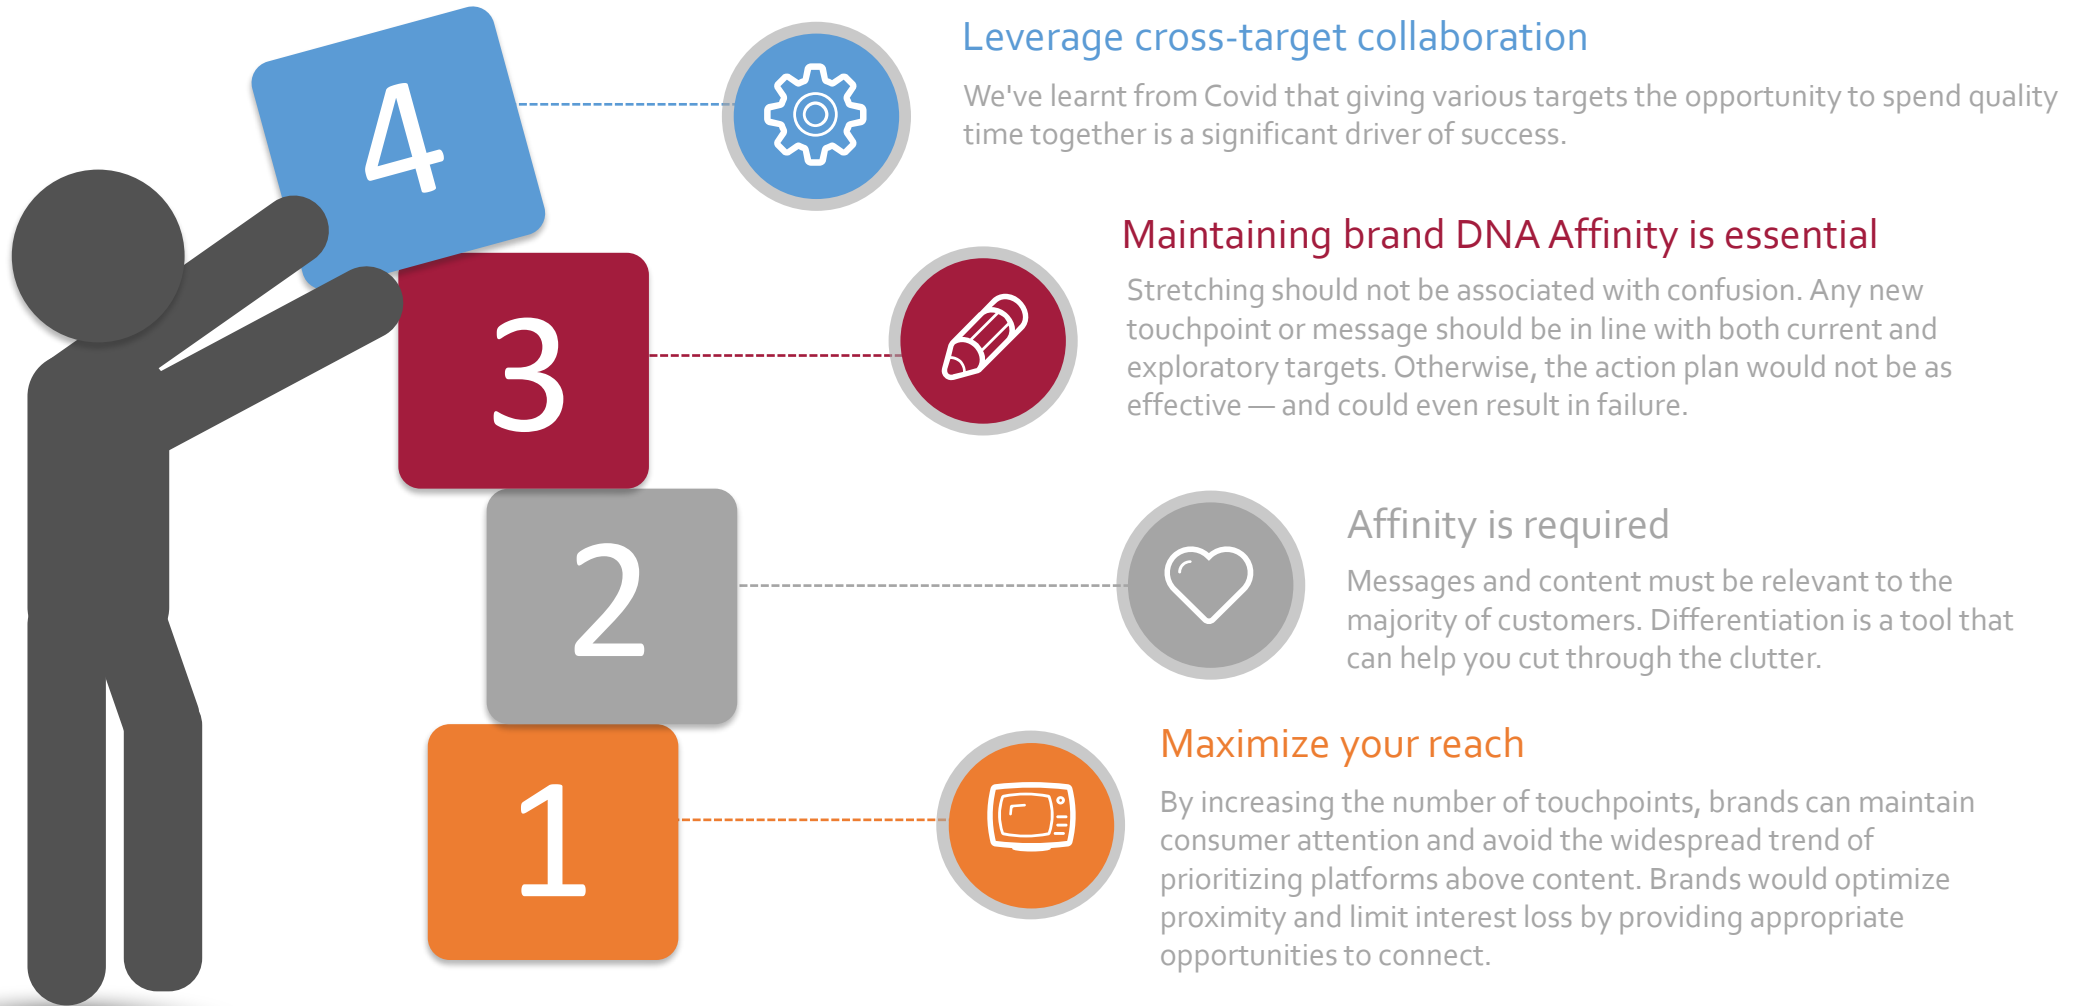 4
Leverage cross-target collaboration
We've learnt from Covid that giving various targets the opportunity to spend quality
time together is a significant driver of success.
3
Maintaining brand DNA Affinity is essential
Stretching should not be associated with confusion. Any new
touchpoint or message should be in line with both current and
exploratory targets. Otherwise, the action plan would not be as
effective — and could even result in failure.
2
Affinity is required
Messages and content must be relevant to the
majority of customers. Differentiation is a tool that
can help you cut through the clutter.
1
Maximize your reach
By increasing the number of touchpoints, brands can maintain
consumer attention and avoid the widespread trend of
prioritizing platforms above content. Brands would optimize
proximity and limit interest loss by providing appropriate
opportunities to connect.